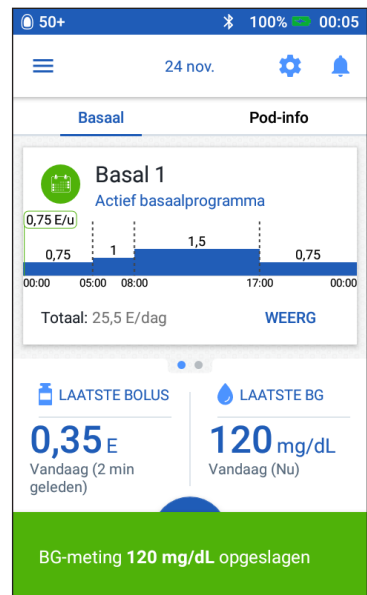 50+ 100% 00:05
24 nov.
Basaal Pod-info
Basal 1
Actief basaalprogramma
0,75 E/u
0,75 1 1,5 0,75
00:00 05:00 08:00 17:00 00:00
Totaal: 25,5 E/dag WEERG
LAATSTE BOLUS LAATSTE BG
0,35 E 120 mg/dL
Vandaag (2 min Vandaag (Nu)
geleden)
BG-meting 120 mg/dL opgeslagen